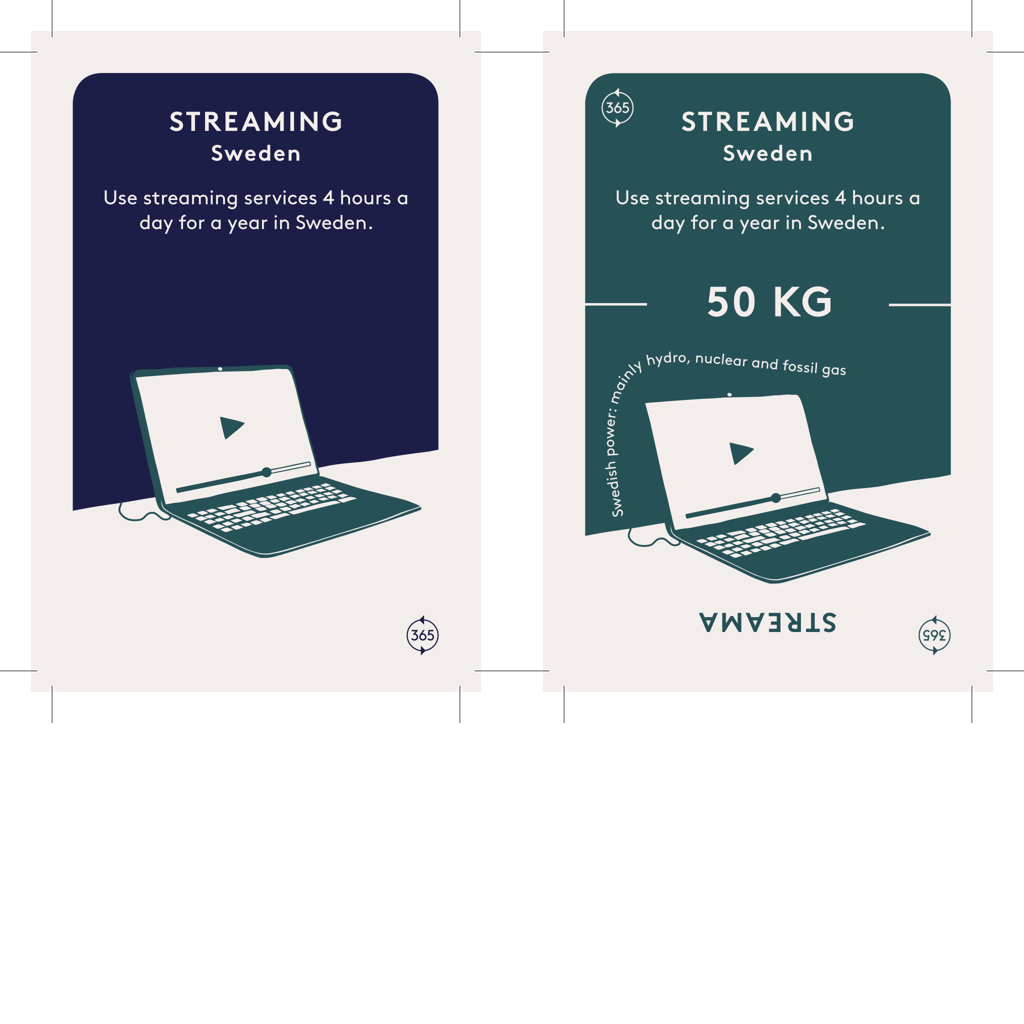 STREAMING
Sweden
Use streaming services 4 hours a
day for a year in Sweden.
365
365
STREAMING
Sweden
Use streaming services 4 hours a
day for a year in Sweden.
50 KG
Swedish power: mainly hydro, nuclear and fossil gas
STREAMA
365